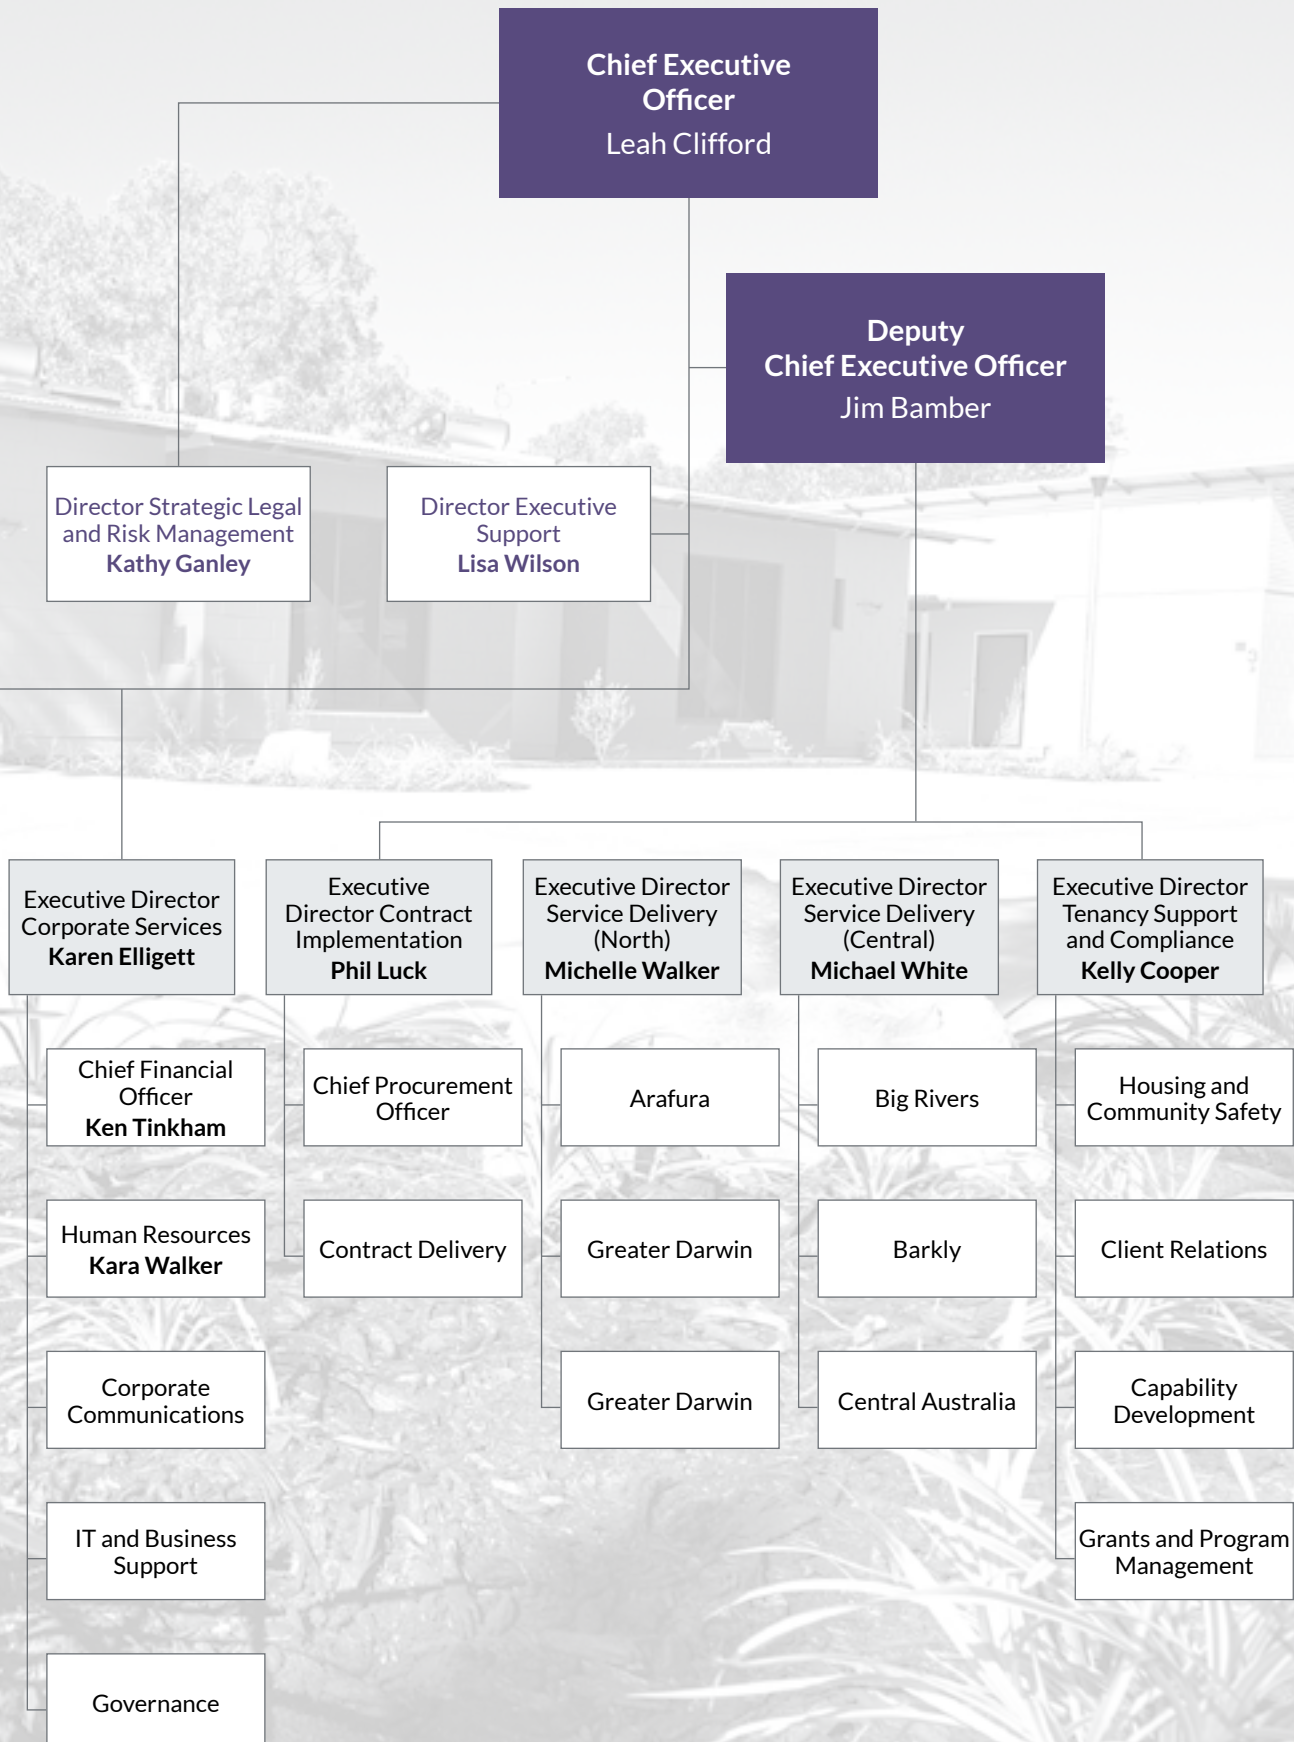 Chief Executive
Officer
Leah Clifford
Deputy
Chief Executive Officer
Jim Bamber
Director Strategic Legal
and Risk Management
Kathy Ganley
Director Executive
Support
Lisa Wilson
Executive Director
Corporate Services
Karen Elligett
Chief Financial
Officer
Ken Tinkham
Human Resources
Kara Walker
Corporate
Communications
IT and Business
Support
Governance
Executive
Director Contract
Implementation
Phil Luck
Chief Procurement
Officer
Contract Delivery
Executive Director
Service Delivery
(North)
Michelle Walker
Arafura
Greater Darwin
Greater Darwin
Executive Director
Service Delivery
(Central)
Michael White
Big Rivers
Barkly
Central Australia
Executive Director
Tenancy Support
and Compliance
Kelly Cooper
Housing and
Community Safety
Client Relations
Capability
Development
Grants and Program
Management